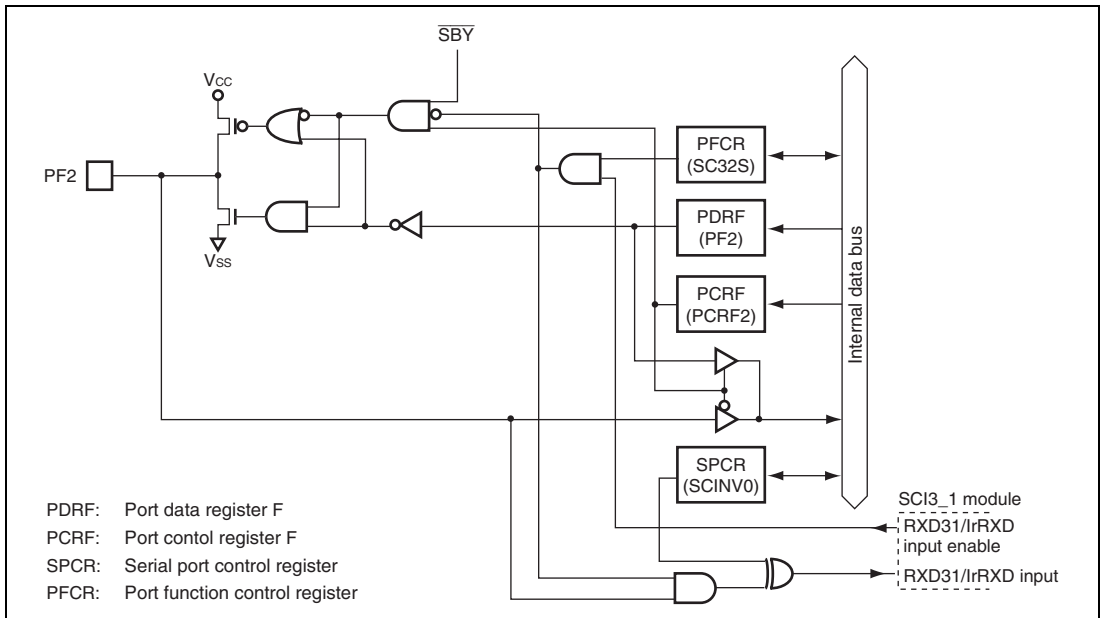 SBY
VCC
PF2
VSS
PFCR
(SC32S)
PDRF
(PF2)
PCRF
(PCRF2)
SPCR
(SCINV0)
Internal data bus
SCI3_1 module
RXD31/IrRXD
input enable
RXD31/IrRXD input
PDRF: Port data register F
PCRF: Port contol register F
SPCR: Serial port control register
PFCR: Port function control register